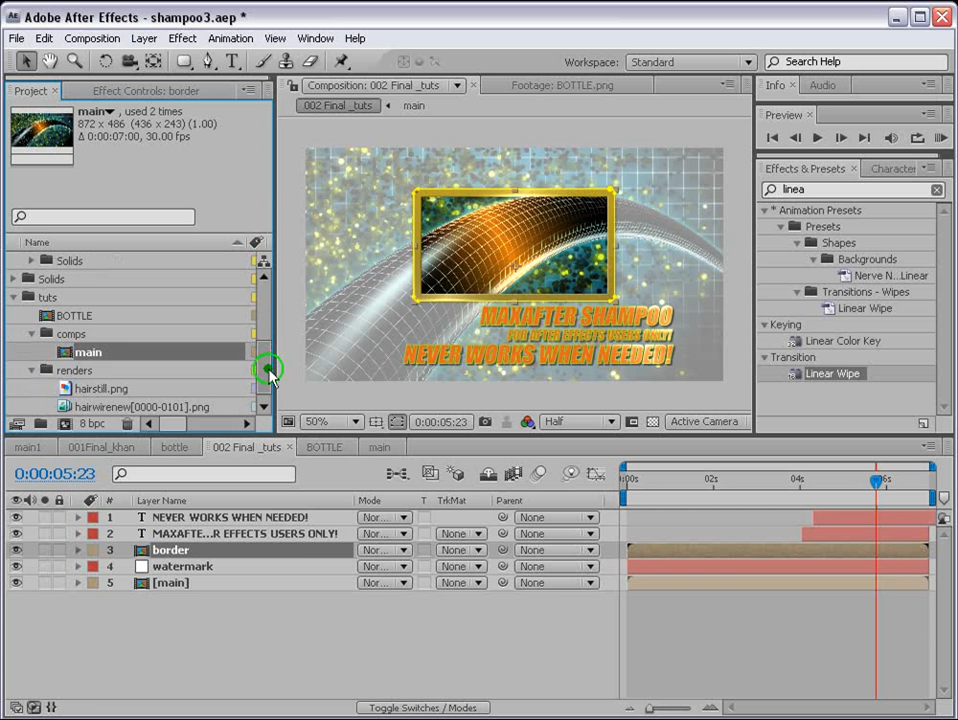 Adobe After Effects - shampoo3.aep *
File Edit Composition Layer Effect Animation View Window Help
Workspace: Standard Search Help
Project × Effect Controls: border
Composition: 002 Final _tuts × Footage: BOTTLE.png
Info × Audio
002 Final _tuts main
main , used 2 times
872 x 486 (436 x 243) (1.00)
Δ 0:00:07:00, 30.00 fps
Preview ×
Effects & Presets × Character
linea
* Animation Presets
Presets
Shapes
Backgrounds
Nerve N...Linear
Transitions - Wipes
Linear Wipe
Keying
Linear Color Key
Transition
Linear Wipe
Name
Solids
Solids
tuts
BOTTLE
comps
main
renders
hairstill.png
hairwirenew[0000-0101].png
8 bpc
MAXAFTER SHAMPOO
FOR AFTER EFFECTS USERS ONLY!
NEVER WORKS WHEN NEEDED!
50% 0:00:05:23 Half Active Camera
main1 001Final_khan bottle 002 Final _tuts × BOTTLE main
0:00:05:23
:00s 02s 04s 06s
# Layer Name Mode T TrkMat Parent
1 T NEVER WORKS WHEN NEEDED! Nor... None
2 T MAXAFTE...R EFFECTS USERS ONLY! Nor... None None
3 border Nor... None None
4 watermark Nor... None None
5 [main] Nor... None None
Toggle Switches / Modes